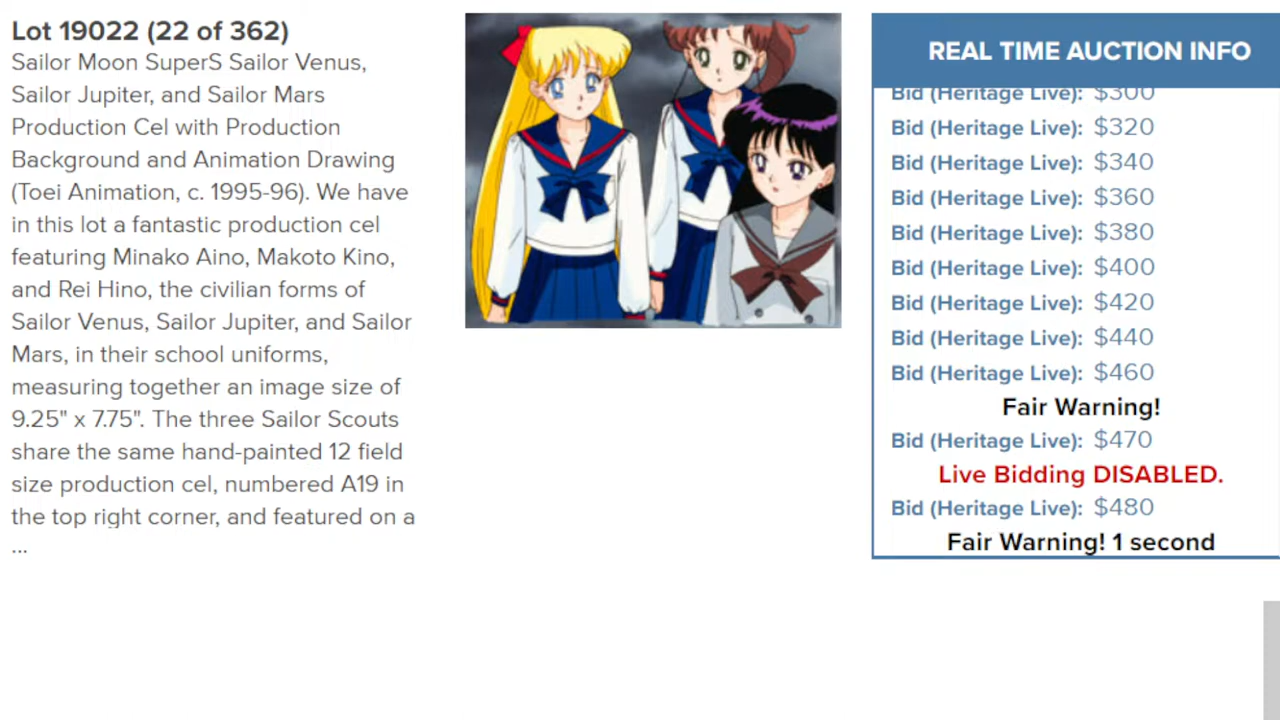 Lot 19022 (22 of 362)
Sailor Moon SuperS Sailor Venus,
Sailor Jupiter, and Sailor Mars
Production Cel with Production
Background and Animation Drawing
(Toei Animation, c. 1995-96). We have
in this lot a fantastic production cel
featuring Minako Aino, Makoto Kino,
and Rei Hino, the civilian forms of
Sailor Venus, Sailor Jupiter, and Sailor
Mars, in their school uniforms,
measuring together an image size of
9.25" x 7.75". The three Sailor Scouts
share the same hand-painted 12 field
size production cel, numbered A19 in
the top right corner, and featured on a
...
REAL TIME AUCTION INFO
Bid (Heritage Live): $300
Bid (Heritage Live): $320
Bid (Heritage Live): $340
Bid (Heritage Live): $360
Bid (Heritage Live): $380
Bid (Heritage Live): $400
Bid (Heritage Live): $420
Bid (Heritage Live): $440
Bid (Heritage Live): $460
Fair Warning!
Bid (Heritage Live): $470
Live Bidding DISABLED.
Bid (Heritage Live): $480
Fair Warning! 1 second